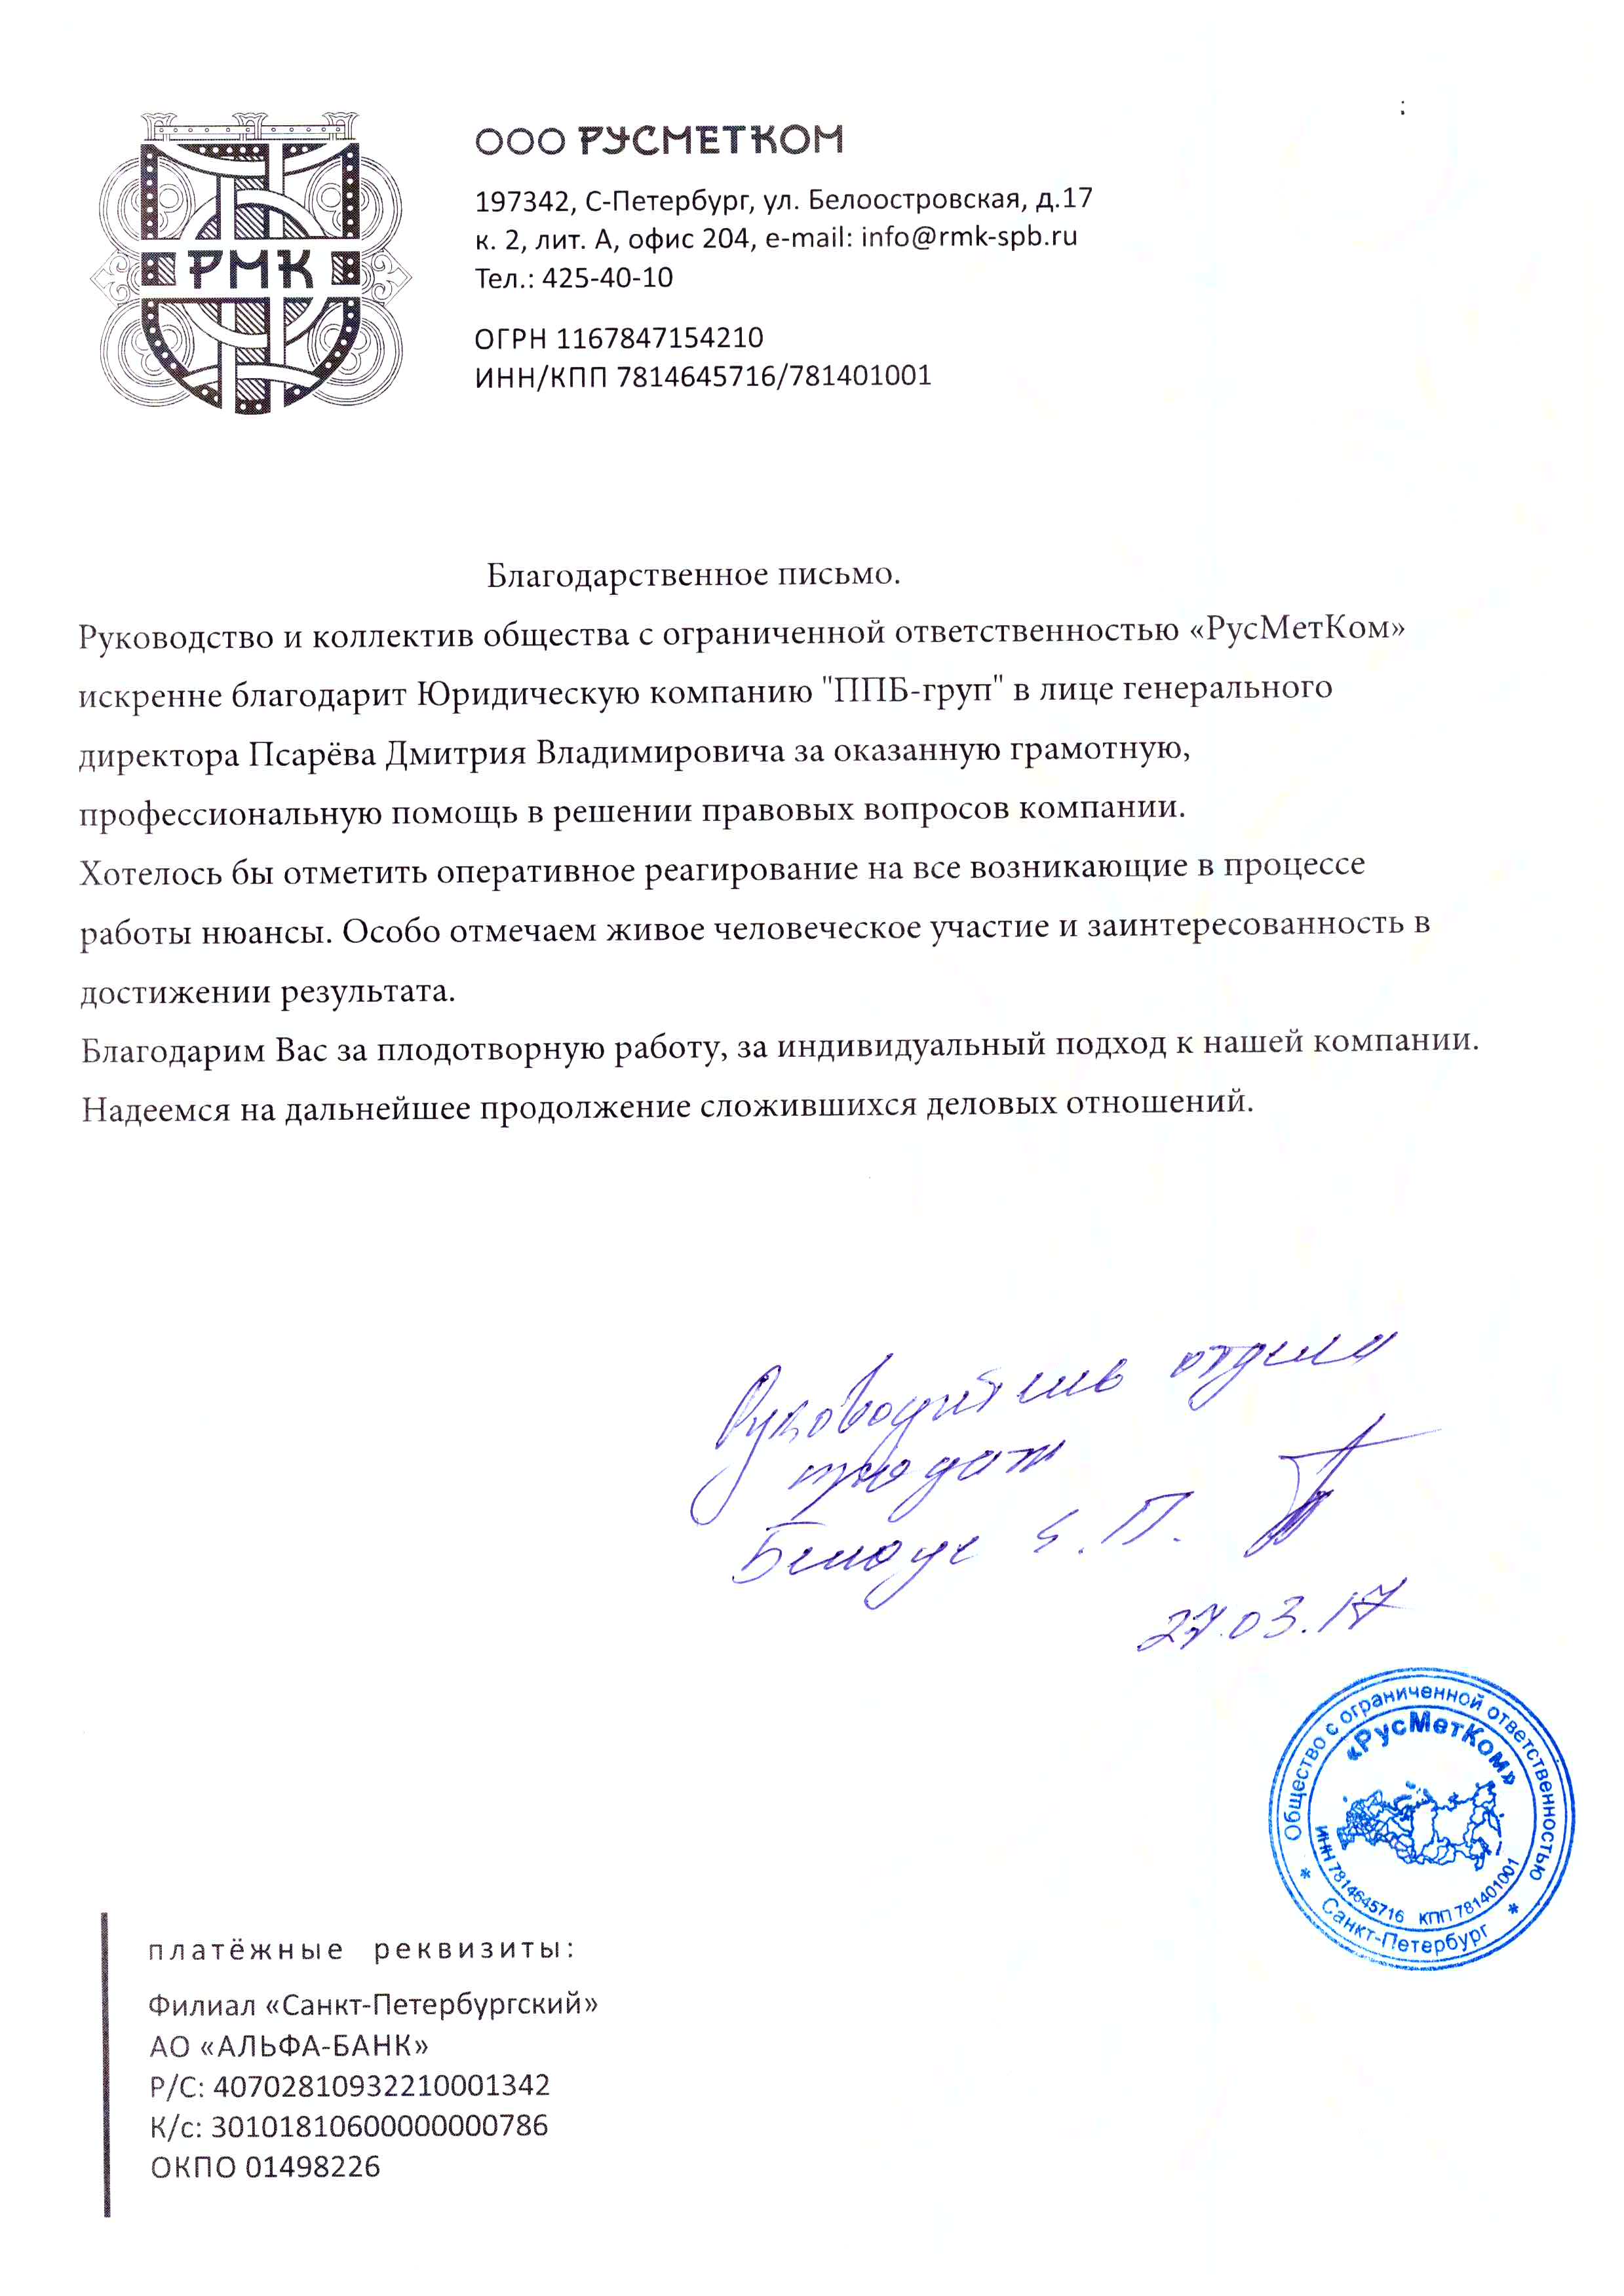 РМК
ООО РУСМЕТКОМ
197342, С-Петербург, ул. Белоостровская, д.17
к. 2, лит. А, офис 204, e-mail: info@rmk-spb.ru
Тел.: 425-40-10
ОГРН 1167847154210
ИНН/КПП 7814645716/781401001
Благодарственное письмо.
Руководство и коллектив общества с ограниченной ответственностью «РусМетКом»
искренне благодарит Юридическую компанию "ППБ-груп" в лице генерального
директора Псарёва Дмитрия Владимировича за оказанную грамотную,
профессиональную помощь в решении правовых вопросов компании.
Хотелось бы отметить оперативное реагирование на все возникающие в процессе
работы нюансы. Особо отмечаем живое человеческое участие и заинтересованность в
достижении результата.
Благодарим Вас за плодотворную работу, за индивидуальный подход к нашей компании.
Надеемся на дальнейшее продолжение сложившихся деловых отношений.
Руководитель отдела
продаж
Белоус П.
27.03.17
Общество с ограниченной ответственностью
«РусМетКом»
ИНН 7814645716 КПП 781401001
* Санкт-Петербург *
платёжные реквизиты:
Филиал «Санкт-Петербургский»
АО «АЛЬФА-БАНК»
Р/С: 40702810932210001342
К/с: 30101810600000000786
ОКПО 01498226